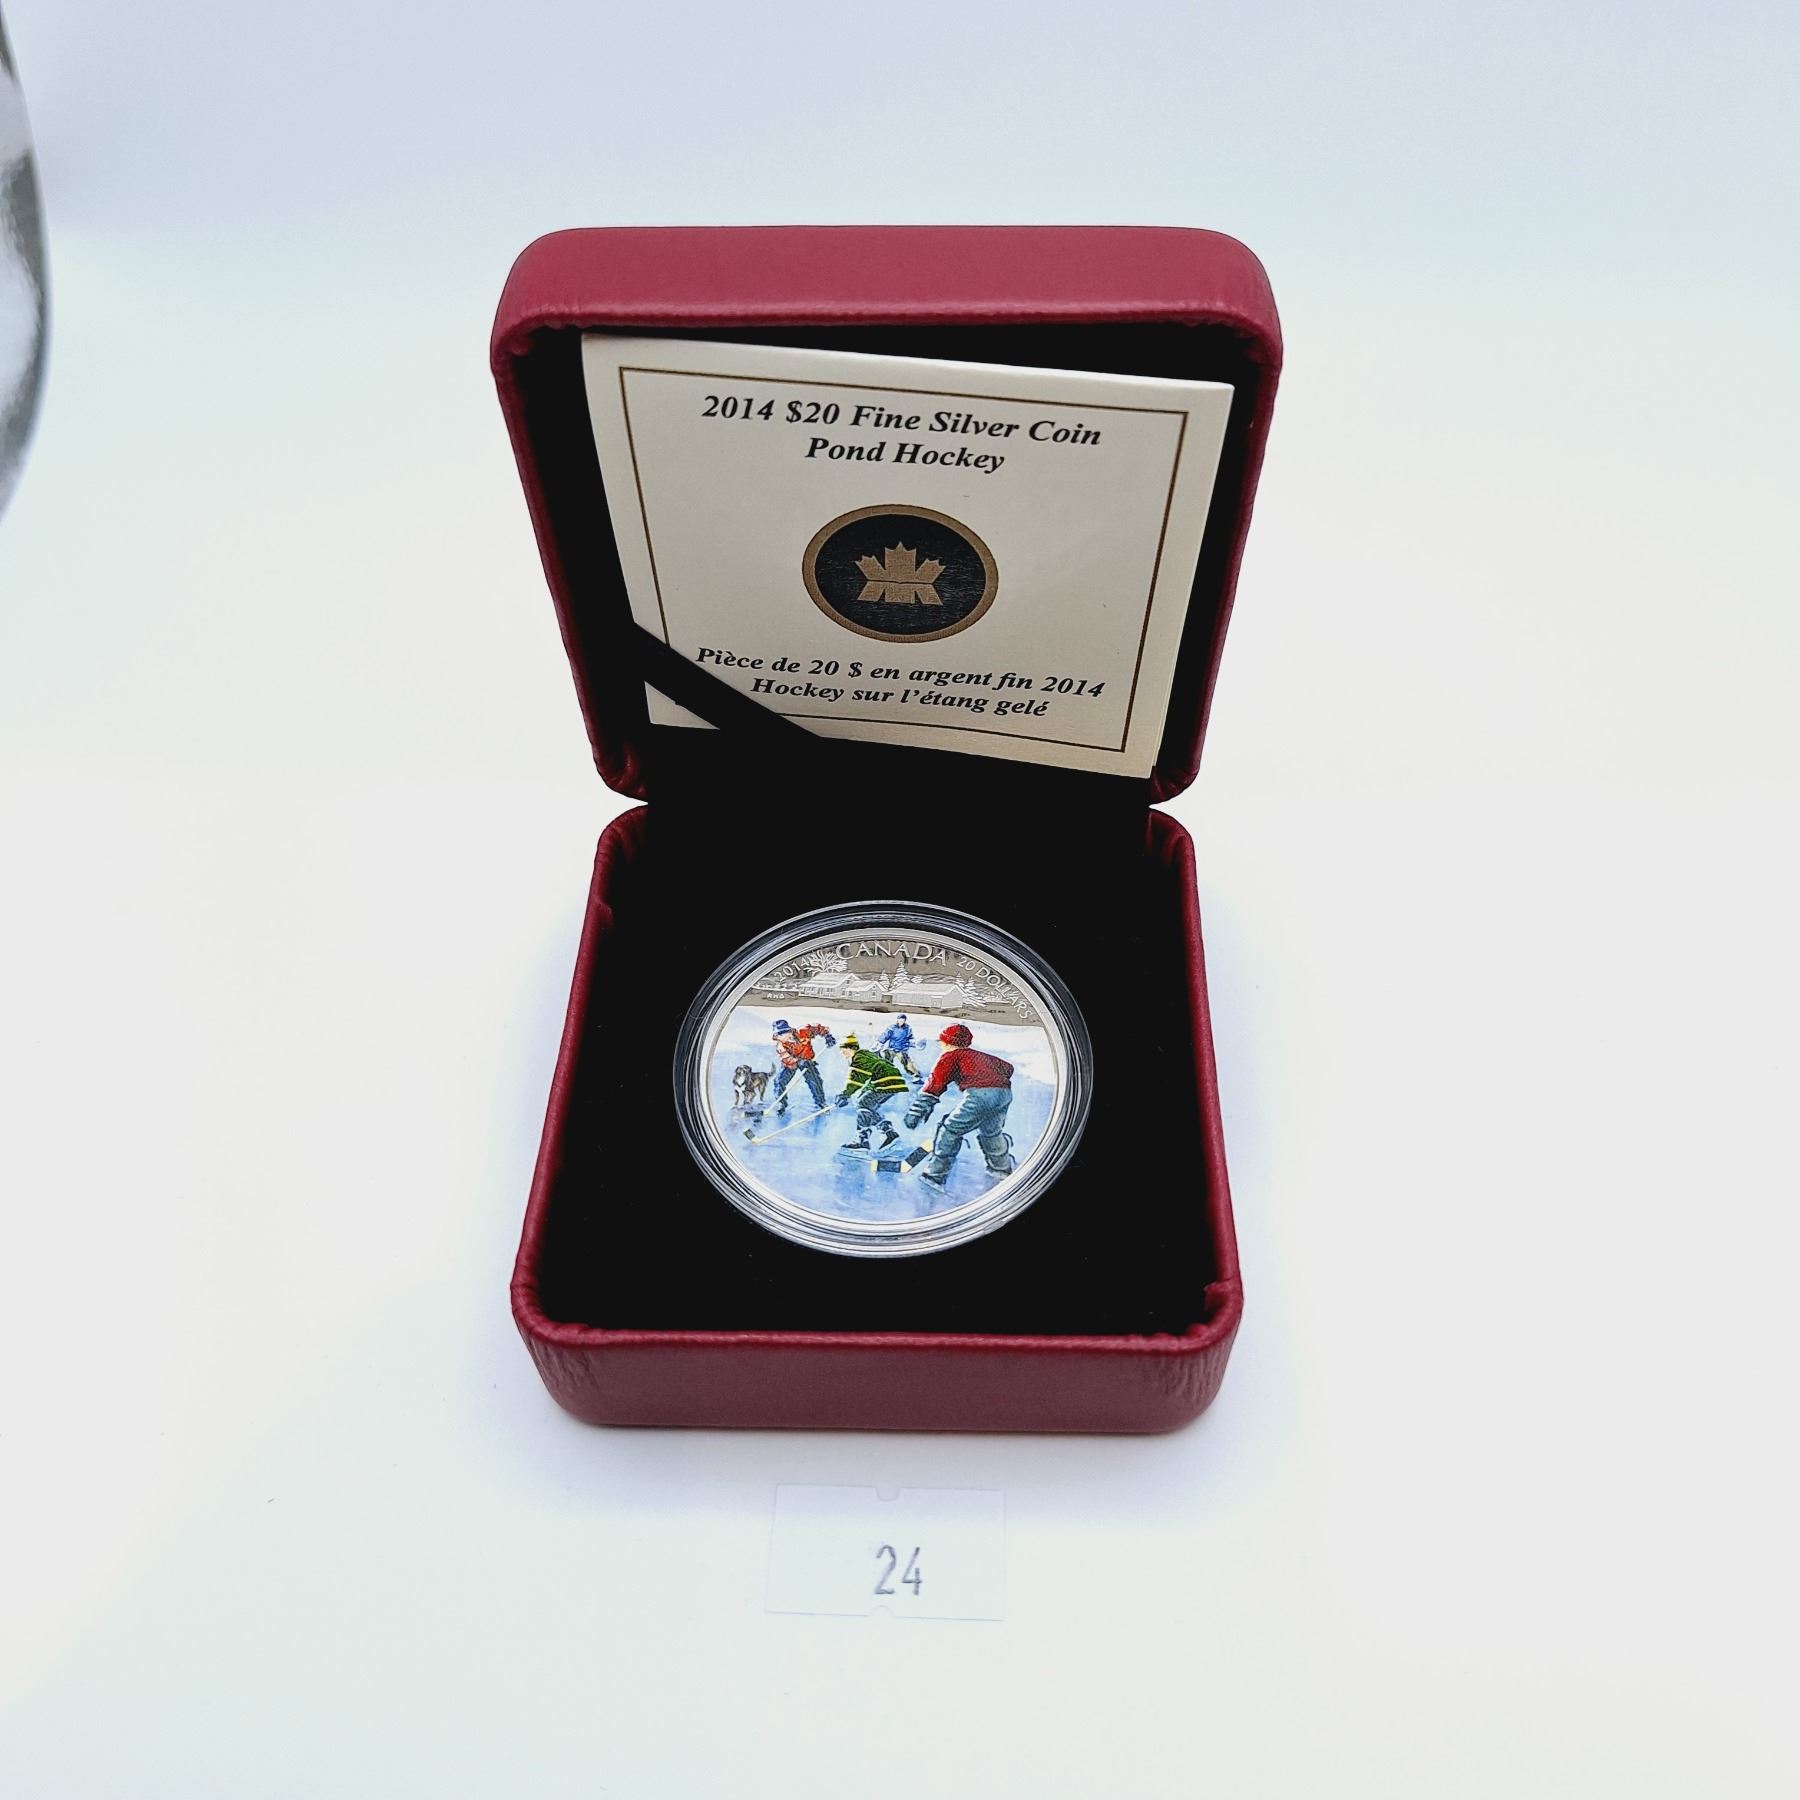 2014 $20 Fine Silver Coin
Pond Hockey
Pièce de 20 $ en argent fin 2014
Hockey sur l'étang gelé
2014 CANADA 20 DOLLARS
24